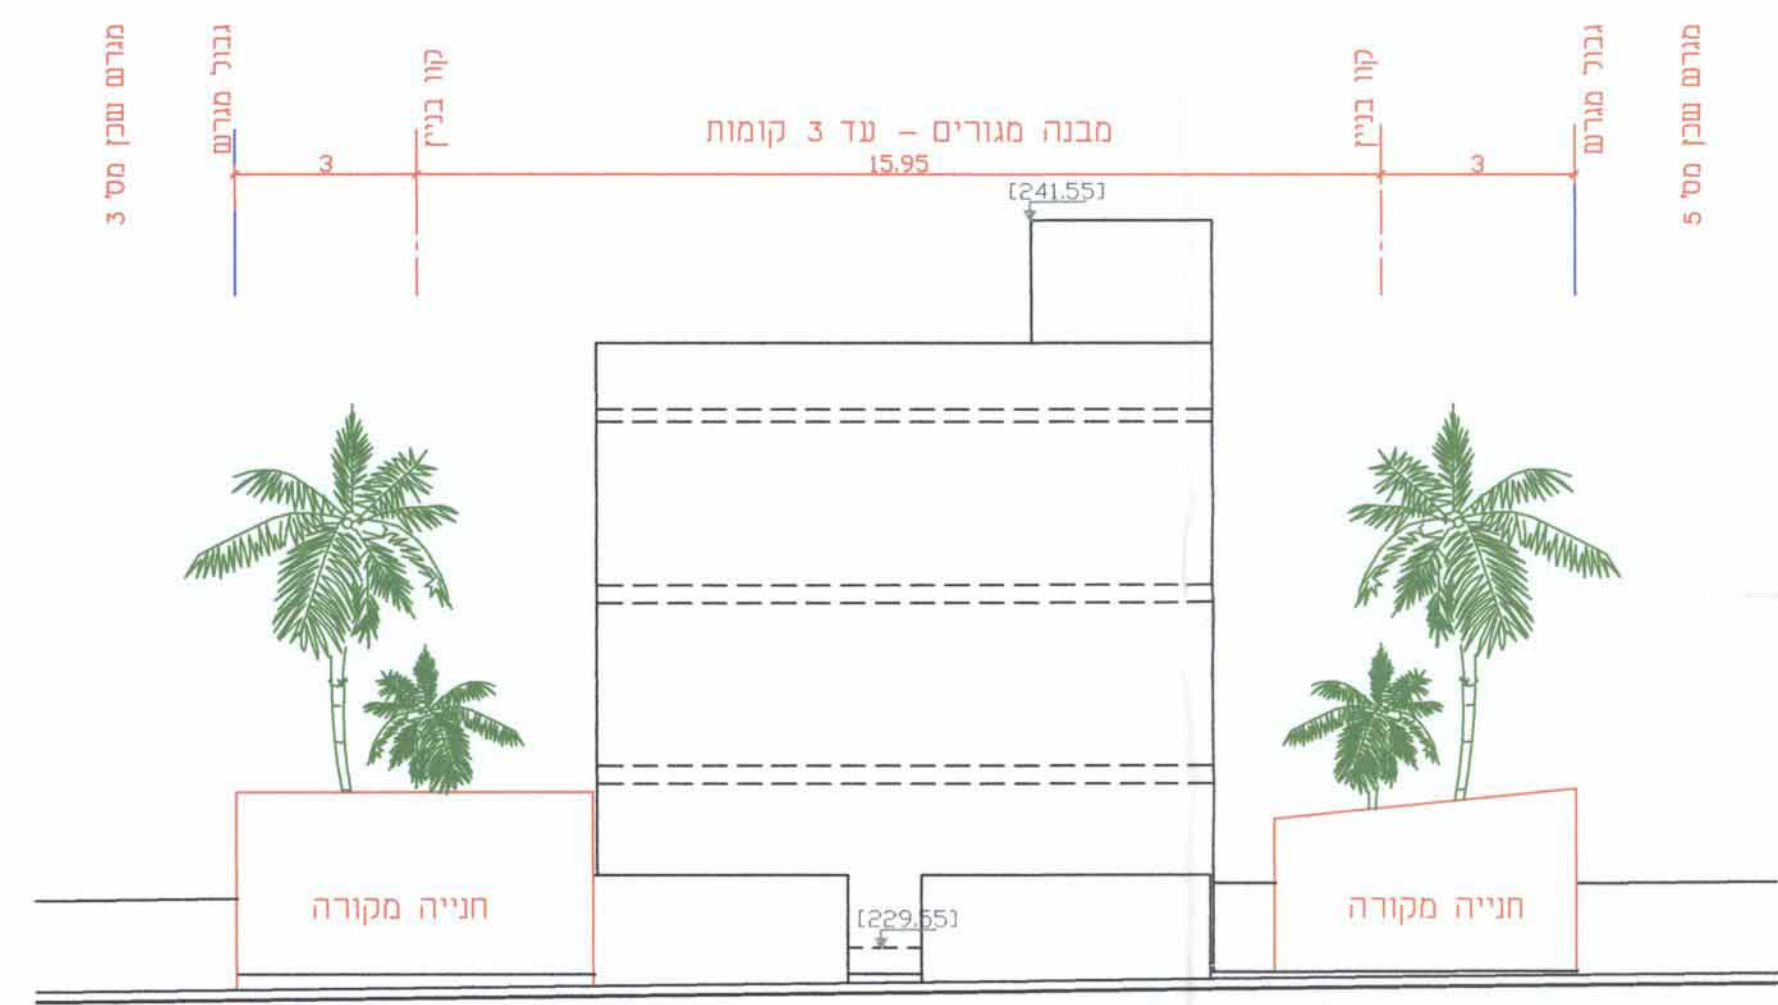 מגרש שכן מס' 3
גבול מגרש
קוו בניין
מבנה מגורים - עד 3 קומות
קוו בניין
גבול מגרש
מגרש שכן מס' 5
3
15.95
3
[241.55]
חנייה מקורה
[229.55]
חנייה מקורה